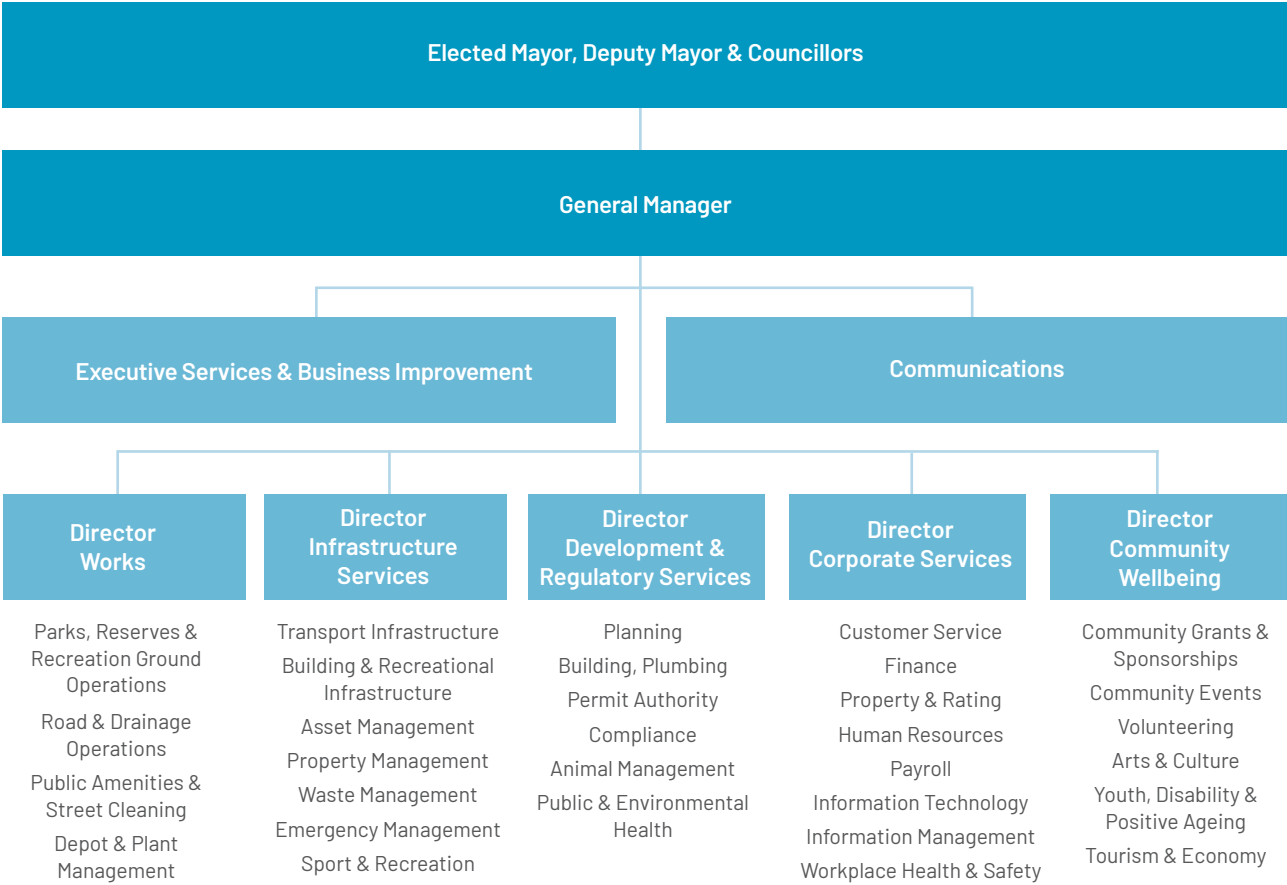 Elected Mayor, Deputy Mayor & Councillors
General Manager
Executive Services & Business Improvement
Communications
Director
Works
Parks, Reserves &
Recreation Ground
Operations
Road & Drainage
Operations
Public Amenities &
Street Cleaning
Depot & Plant
Management
Director
Infrastructure
Services
Transport Infrastructure
Building & Recreational
Infrastructure
Asset Management
Property Management
Waste Management
Emergency Management
Sport & Recreation
Director
Development &
Regulatory Services
Planning
Building, Plumbing
Permit Authority
Compliance
Animal Management
Public & Environmental
Health
Director
Corporate Services
Customer Service
Finance
Property & Rating
Human Resources
Payroll
Information Technology
Information Management
Workplace Health & Safety
Director
Community
Wellbeing
Community Grants &
Sponsorships
Community Events
Volunteering
Arts & Culture
Youth, Disability &
Positive Ageing
Tourism & Economy